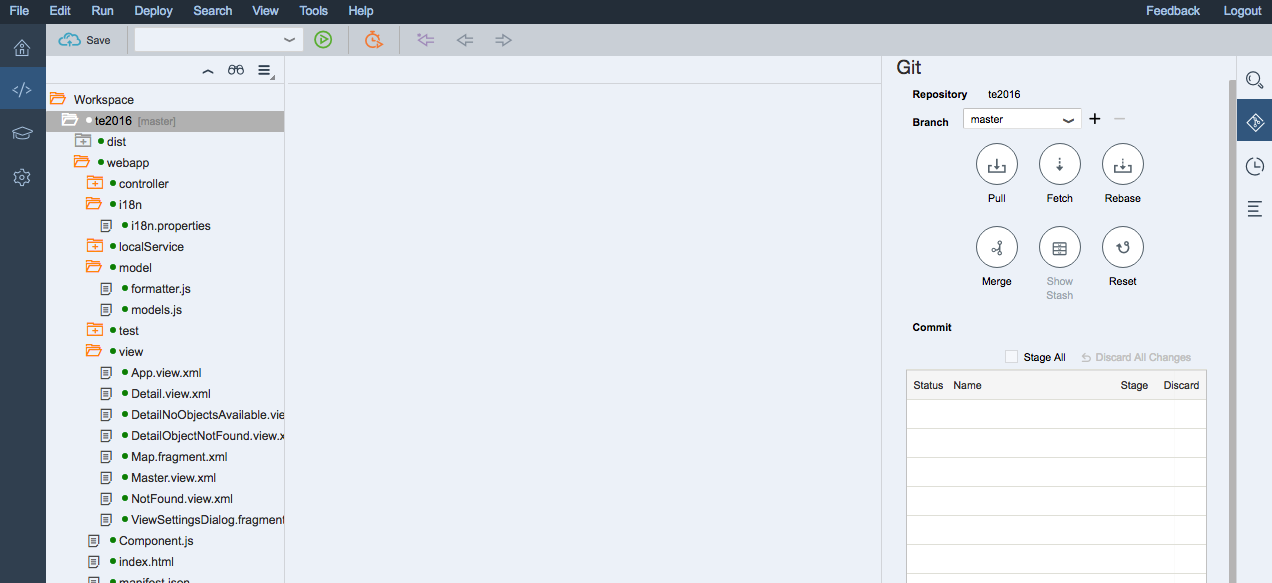 File Edit Run Deploy Search View Tools Help Feedback Logout
Save
Workspace
te2016 [master]
dist
webapp
controller
i18n
i18n.properties
localService
model
formatter.js
models.js
test
view
App.view.xml
Detail.view.xml
DetailNoObjectsAvailable.vie
DetailObjectNotFound.view.x
Map.fragment.xml
Master.view.xml
NotFound.view.xml
ViewSettingsDialog.fragment
Component.js
index.html
manifest.json
Git
Repository te2016
Branch master
Pull Fetch Rebase
Merge Show Stash Reset
Commit
Stage All Discard All Changes
Status Name Stage Discard